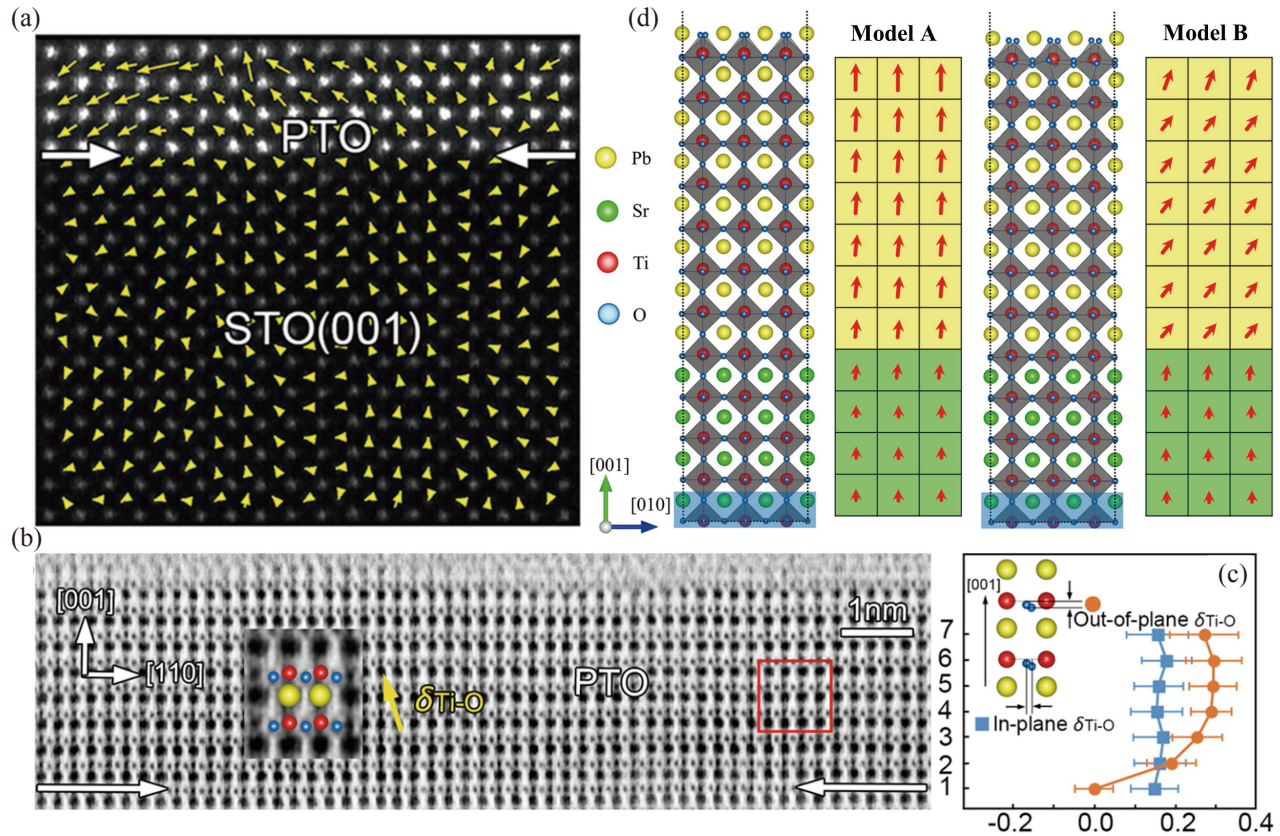 (a)
PTO
STO(001)
(d)
Model A
Model B
Pb
Sr
Ti
O
[001]
[010]
(b)
[001]
[110]
δTi-O
PTO
1nm
(c)
[001]
Out-of-plane δTi-O
In-plane δTi-O
7
6
5
4
3
2
1
-0.2 0.0 0.2 0.4